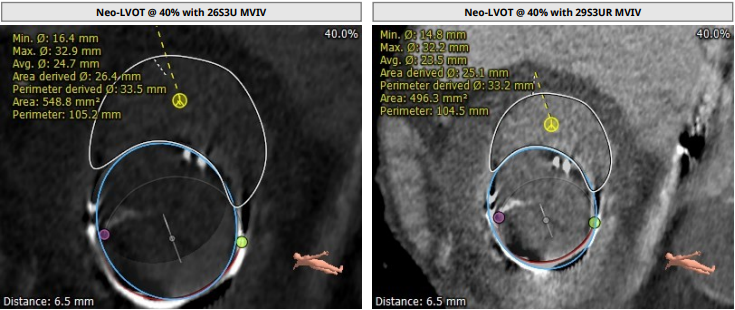 Neo-LVOT @ 40% with 26S3U MVIV
Min. Ø: 16.4 mm
Max. Ø: 32.9 mm
Avg. Ø: 24.7 mm
Area derived Ø: 26.4 mm
Perimeter derived Ø: 33.5 mm
Area: 548.8 mm²
Perimeter: 105.2 mm
40.0%
Distance: 6.5 mm
Neo-LVOT @ 40% with 29S3UR MVIV
Min. Ø: 14.8 mm
Max. Ø: 32.2 mm
Avg. Ø: 23.5 mm
Area derived Ø: 25.1 mm
Perimeter derived Ø: 33.2 mm
Area: 496.3 mm²
Perimeter: 104.5 mm
40.0%
Distance: 6.5 mm